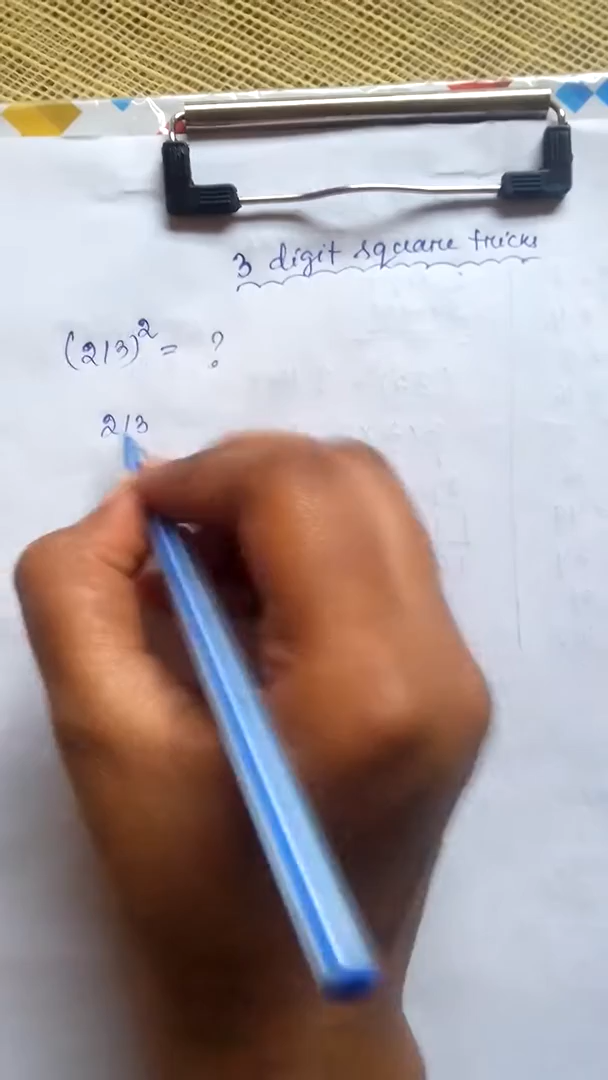 3 digit square tricks
(213)² = ?
213